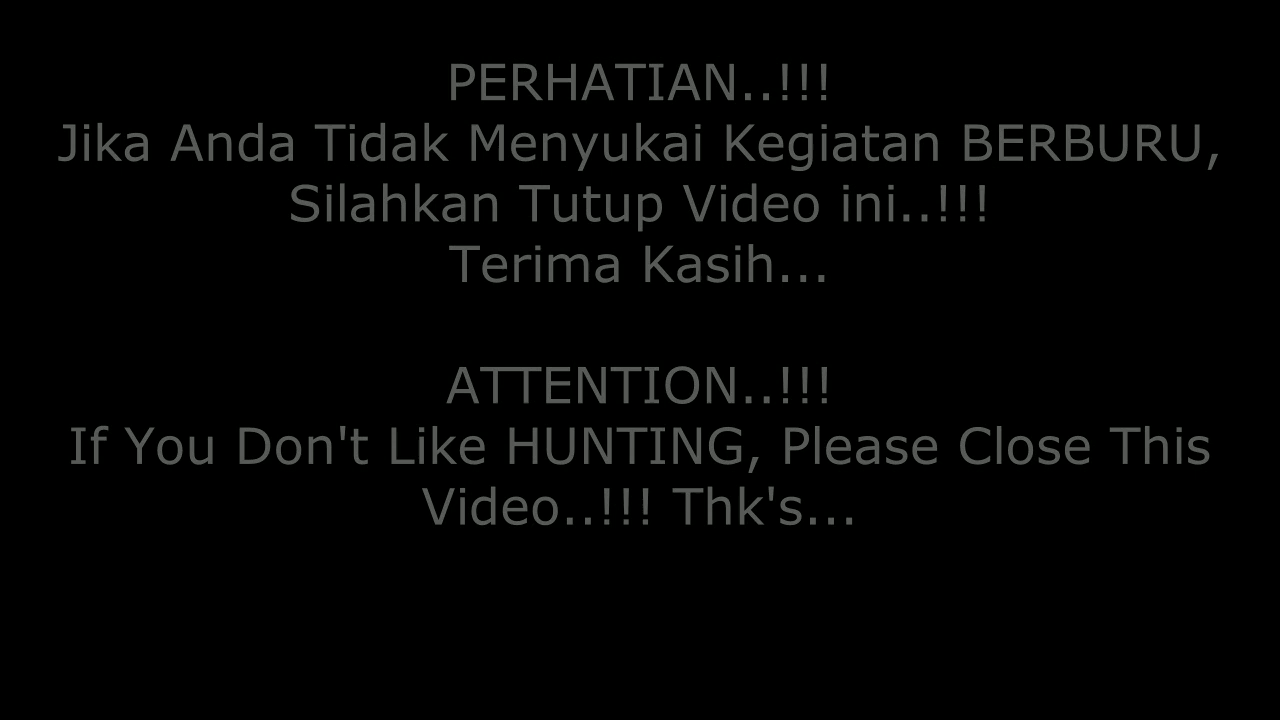 PERHATIAN..!!!
Jika Anda Tidak Menyukai Kegiatan BERBURU,
Silahkan Tutup Video ini..!!!
Terima Kasih...
ATTENTION..!!!
If You Don't Like HUNTING, Please Close This
Video..!!! Thk's...